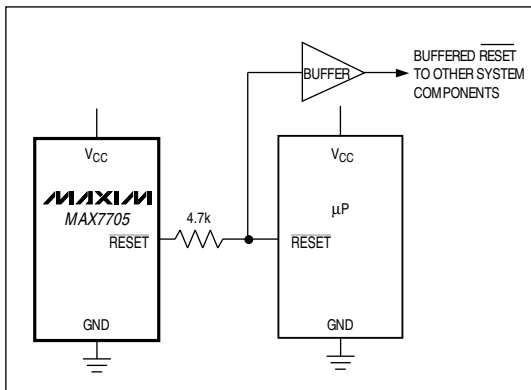 BUFFER
BUFFERED RESET
TO OTHER SYSTEM
COMPONENTS
VCC
MAXIM
MAX7705
RESET
GND
4.7k
VCC
μP
RESET
GND